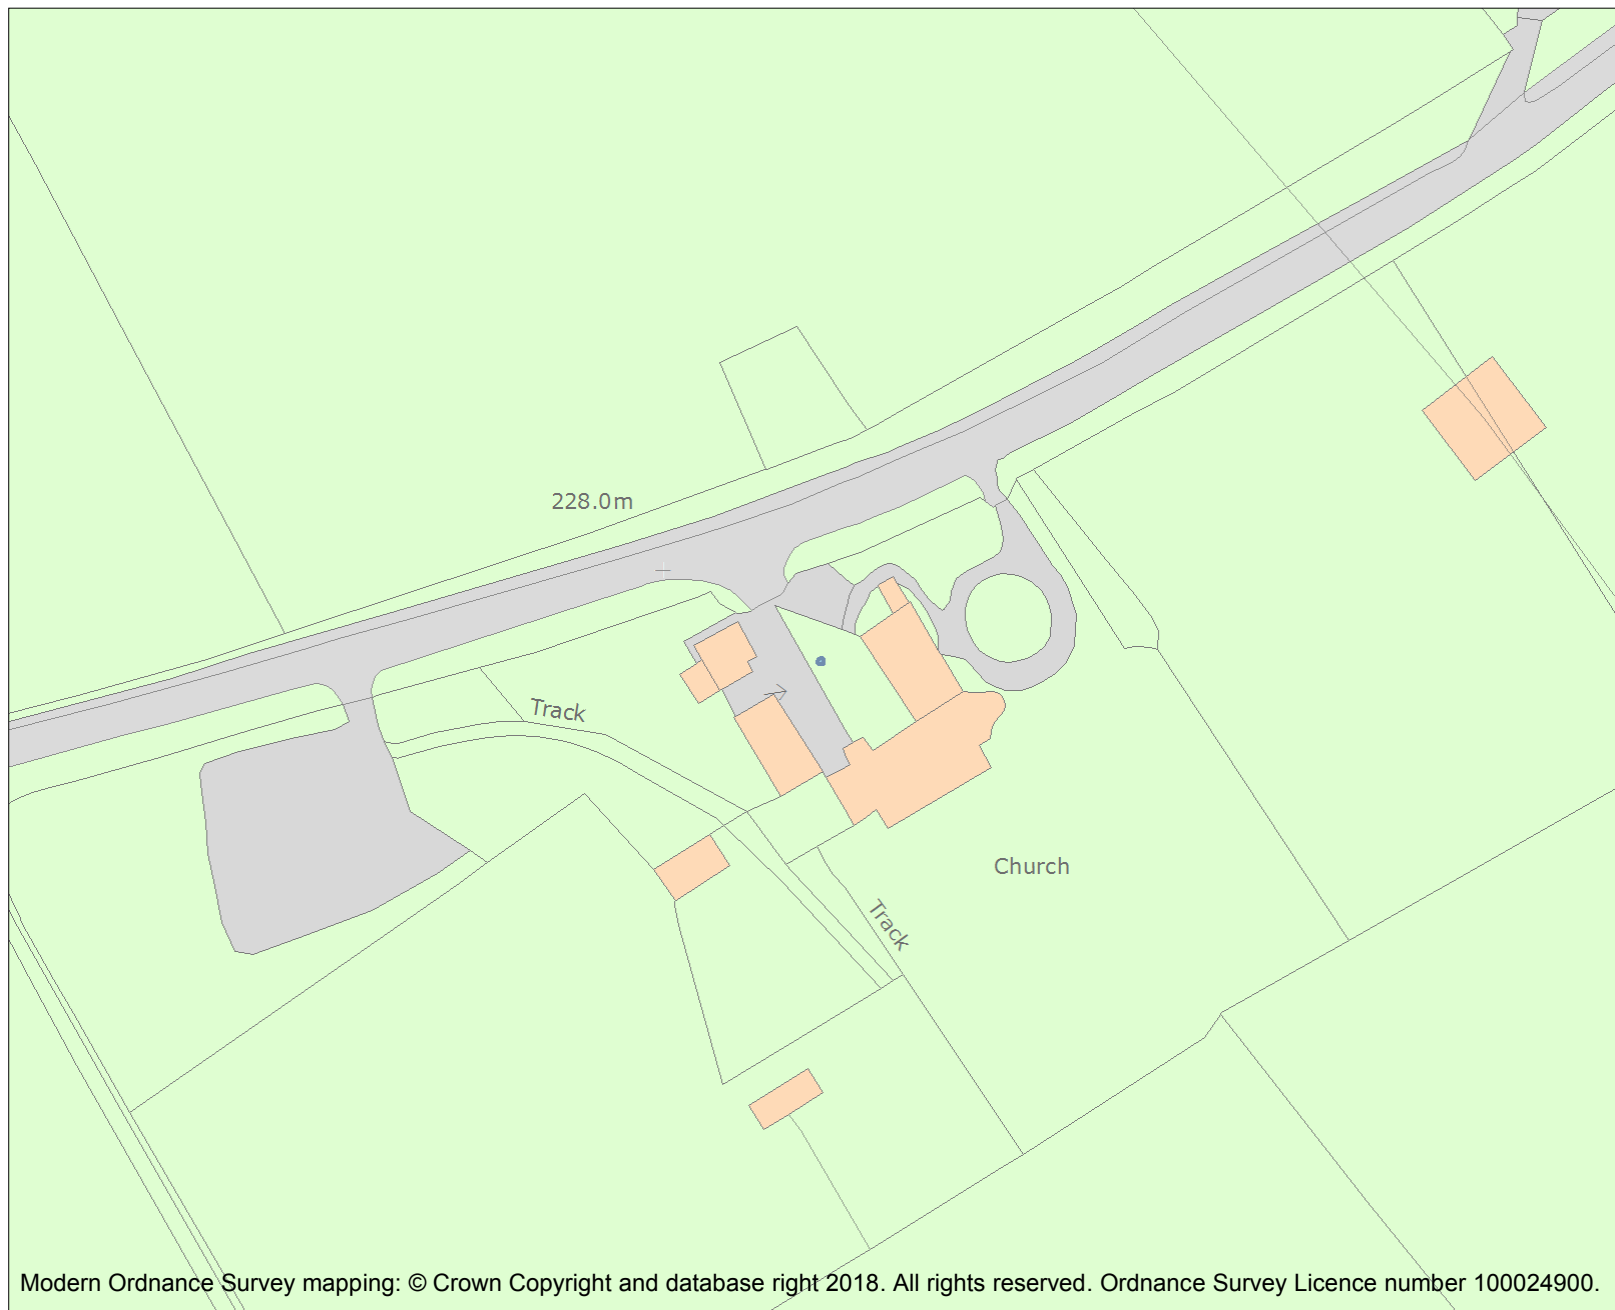 228.0m
Track
Church
Track
Modern Ordnance Survey mapping: © Crown Copyright and database right 2018. All rights reserved. Ordnance Survey Licence number 100024900.